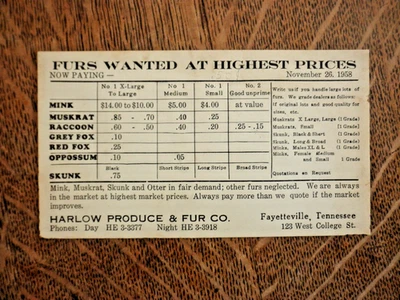 FURS WANTED AT HIGHEST PRICES
NOW PAYING — November 26, 1958
No 1 X-Large To Large No 1 Medium No 1 Small No. 2 Good unprime
MINK $14.00 to $10.00 $5.00 $4.00 at value
MUSKRAT .85 - .70 .40 .25
RACCOON .60 - .50 .40 .20 .25 - .15
GREY FOX .10
RED FOX .25
OPPOSSUM .10 .05
Black Short Stripe Long Stripe Broad Stripe
SKUNK .75
Write us if you handle large lots of
furs. We grade dealers as follows:
If original lots and good quality for
sizes, etc.
Muskrats X Large, Large (1 Grade)
Muskrats, Small (1 Grade)
Skunk, Black & Short (1 Grade)
Skunk, Long & Broad (1 Grade)
Minks, Males XL & L (1 Grade)
Minks, Female Medium
and Small 1 Grade)
Quotations on Request
Mink, Muskrat, Skunk and Otter in fair demand; other furs neglected. We are always
in the market at highest market prices. Always pay more than we quote if the market
improves.
HARLOW PRODUCE & FUR CO. Fayetteville, Tennessee
Phones: Day HE 3-3377 Night HE 3-3918 123 West College St.